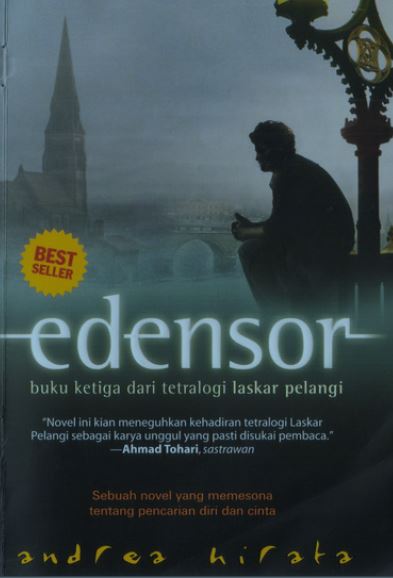 BEST
SELLER
edensor
buku ketiga dari tetralogi laskar pelangi
“Novel ini kian meneguhkan kehadiran tetralogi Laskar
Pelangi sebagai karya unggul yang pasti disukai pembaca.”
—Ahmad Tohari, sastrawan
Sebuah novel yang memesona
tentang pencarian diri dan cinta
andrea hirata